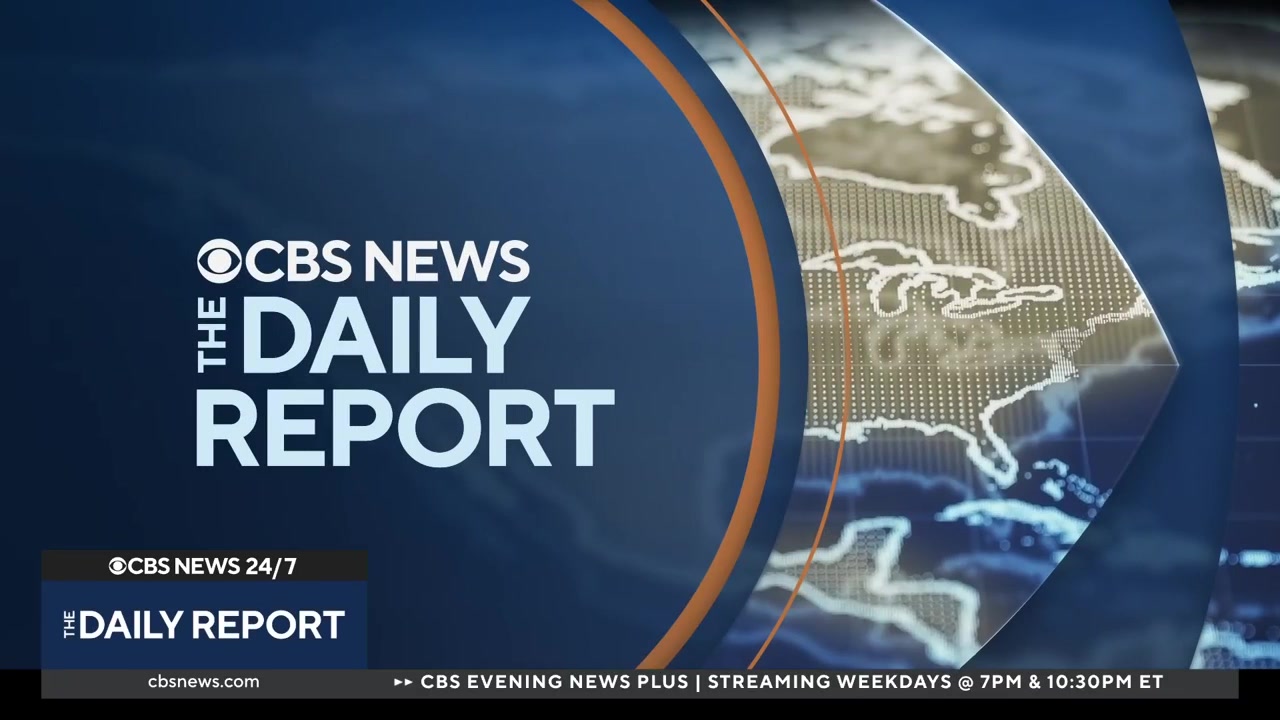 CBS NEWS
THE DAILY
REPORT
CBS NEWS 24/7
THE DAILY REPORT
cbsnews.com
CBS EVENING NEWS PLUS | STREAMING WEEKDAYS @ 7PM & 10:30PM ET